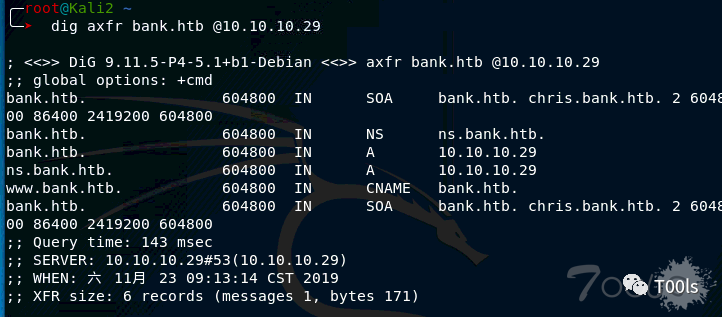 root@Kali2 ~
dig axfr bank.htb @10.10.10.29
; <<>> DiG 9.11.5-P4-5.1+b1-Debian <<>> axfr bank.htb @10.10.10.29
;; global options: +cmd
bank.htb. 604800 IN SOA bank.htb. chris.bank.htb. 2 6048
00 86400 2419200 604800
bank.htb. 604800 IN NS ns.bank.htb.
bank.htb. 604800 IN A 10.10.10.29
ns.bank.htb. 604800 IN A 10.10.10.29
www.bank.htb. 604800 IN CNAME bank.htb.
bank.htb. 604800 IN SOA bank.htb. chris.bank.htb. 2 6048
00 86400 2419200 604800
;; Query time: 143 msec
;; SERVER: 10.10.10.29#53(10.10.10.29)
;; WHEN: 六 11月 23 09:13:14 CST 2019
;; XFR size: 6 records (messages 1, bytes 171)
T00ls